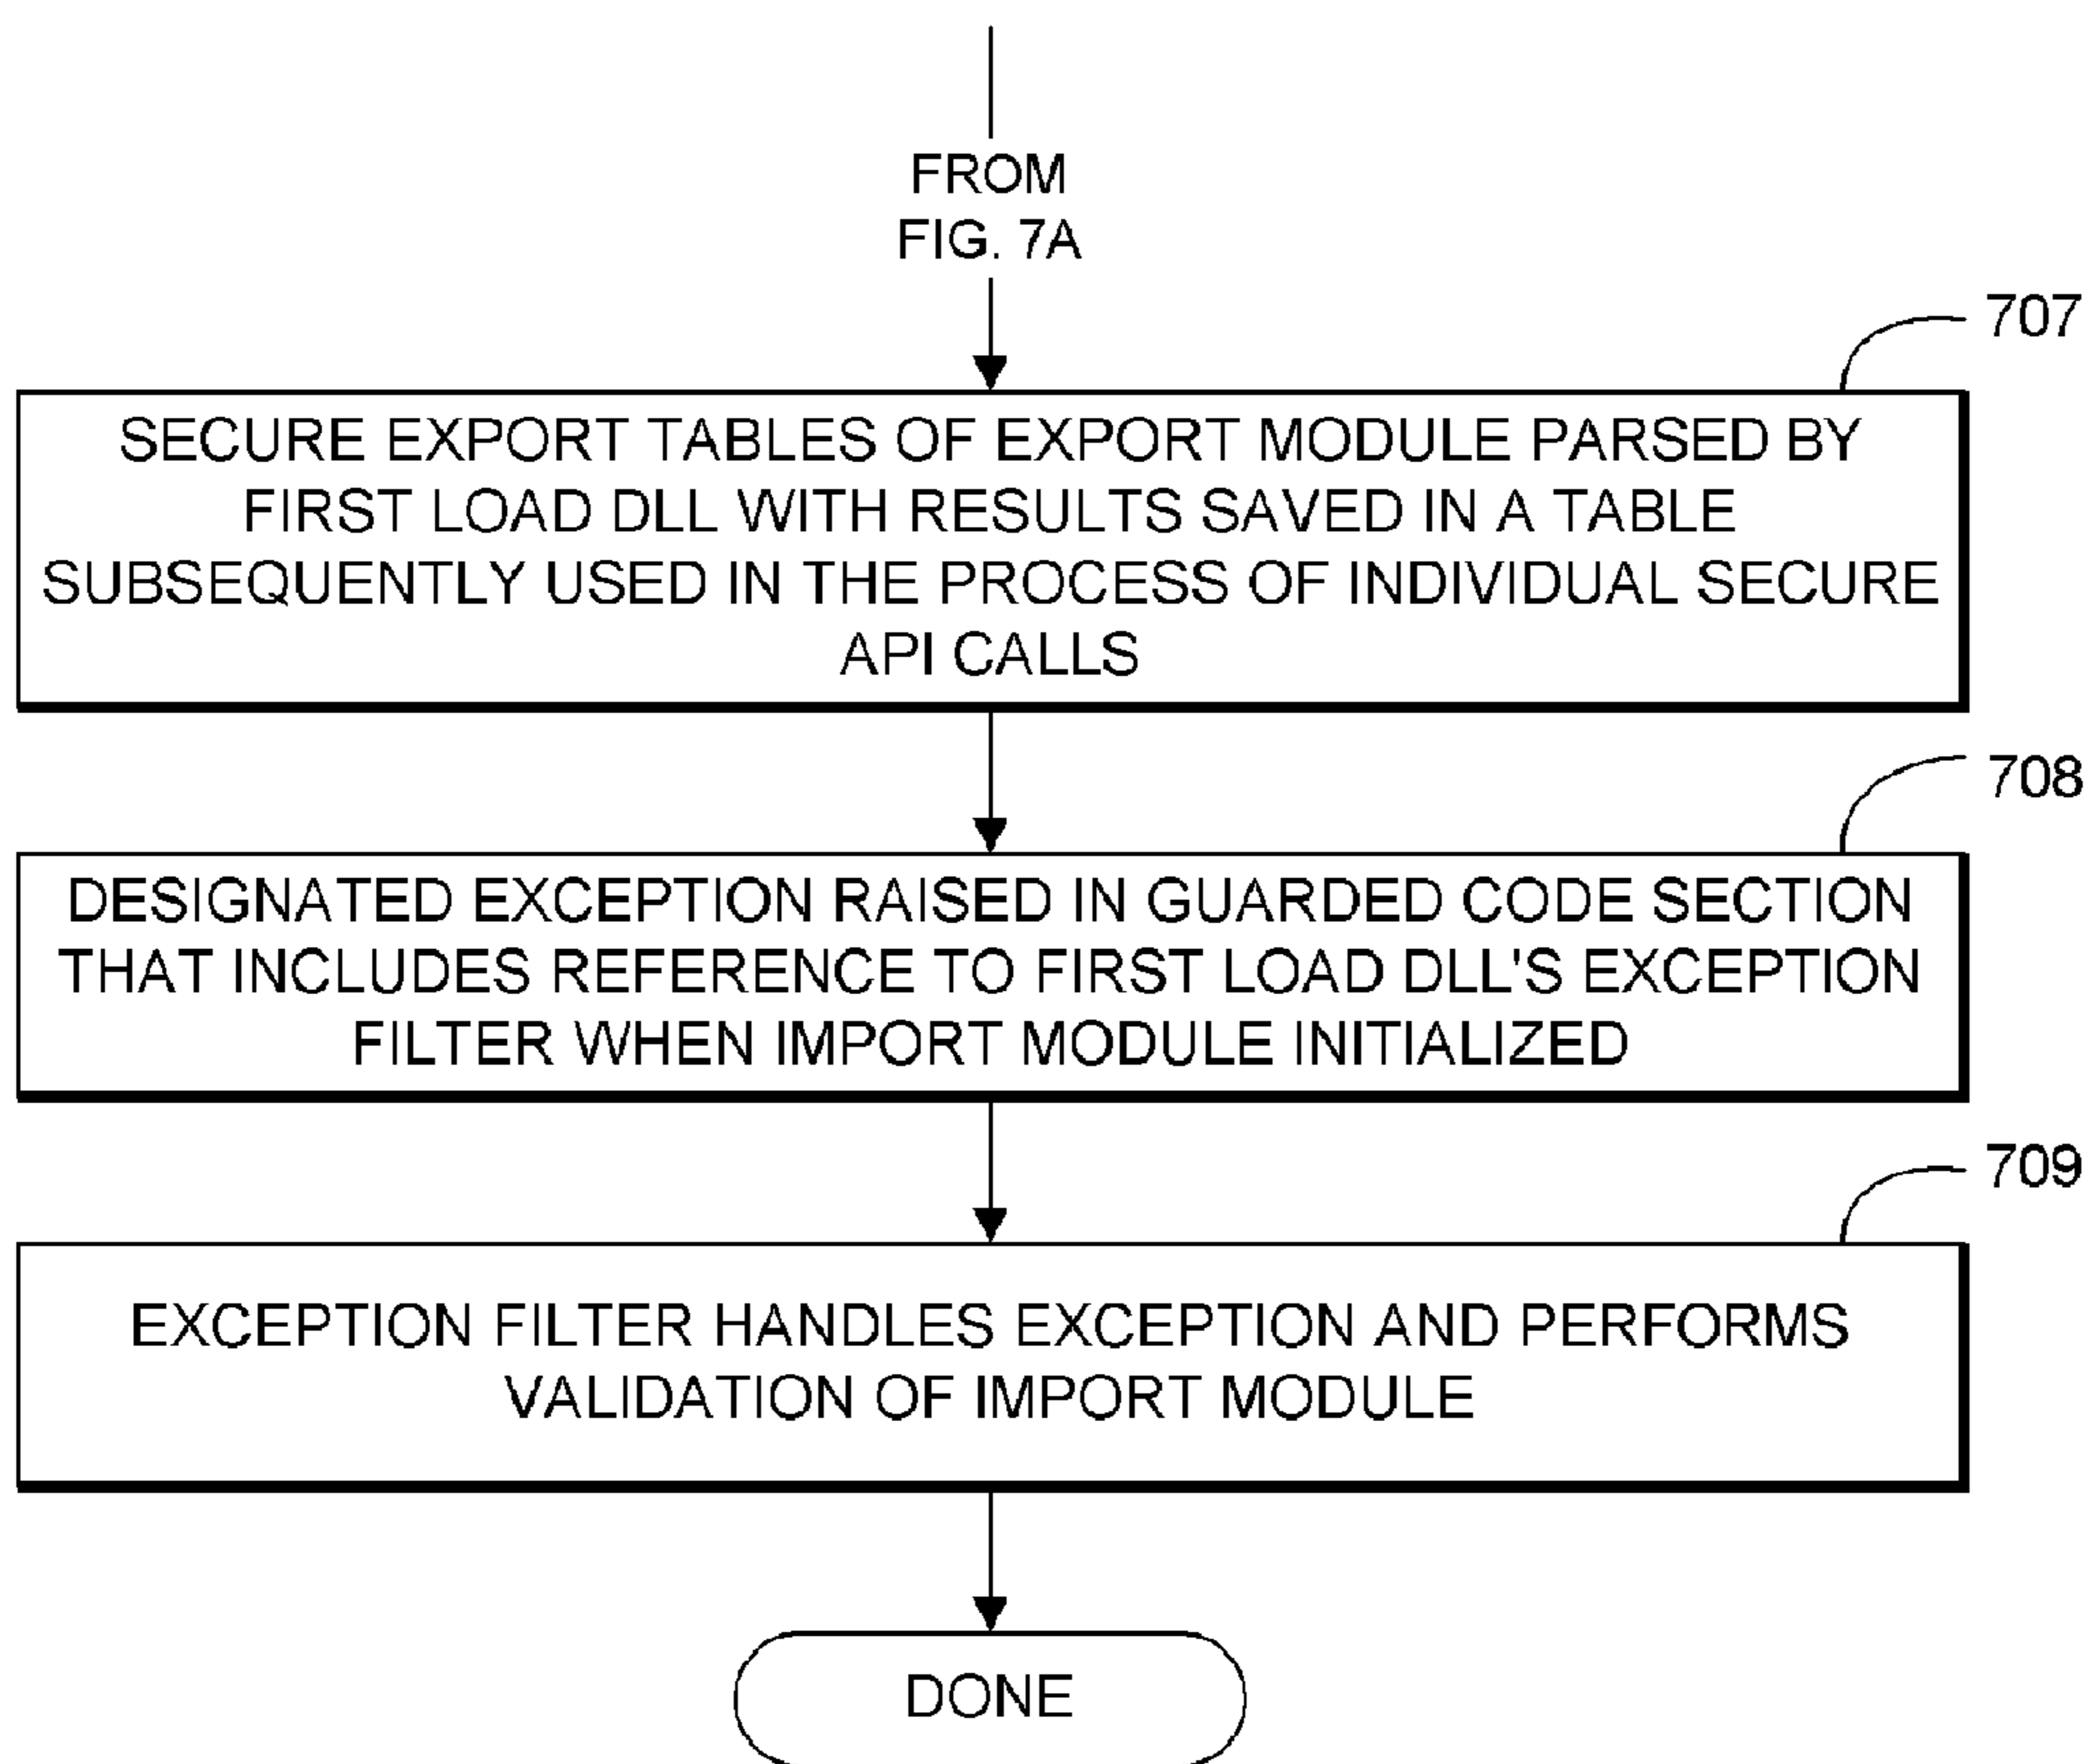 FROM
FIG. 7A
707
SECURE EXPORT TABLES OF EXPORT MODULE PARSED BY
FIRST LOAD DLL WITH RESULTS SAVED IN A TABLE
SUBSEQUENTLY USED IN THE PROCESS OF INDIVIDUAL SECURE
API CALLS
708
DESIGNATED EXCEPTION RAISED IN GUARDED CODE SECTION
THAT INCLUDES REFERENCE TO FIRST LOAD DLL'S EXCEPTION
FILTER WHEN IMPORT MODULE INITIALIZED
709
EXCEPTION FILTER HANDLES EXCEPTION AND PERFORMS
VALIDATION OF IMPORT MODULE
DONE